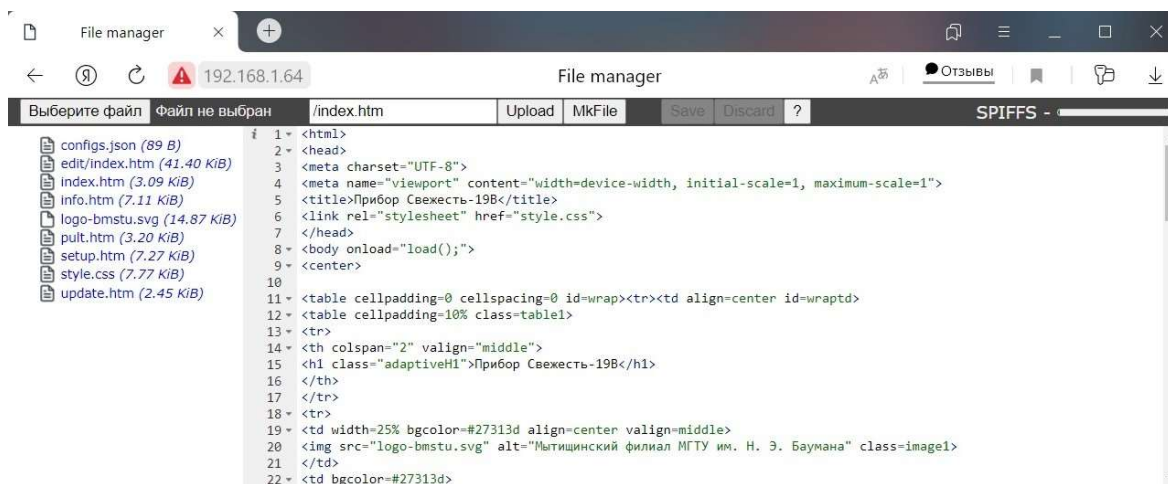 File manager
192.168.1.64 File manager Отзывы
Выберите файл Файл не выбран /index.htm Upload MkFile Save Discard ? SPIFFS -
configs.json (89 B)
edit/index.htm (41.40 KiB)
index.htm (3.09 KiB)
info.htm (7.11 KiB)
logo-bmstu.svg (14.87 KiB)
pult.htm (3.20 KiB)
setup.htm (7.27 KiB)
style.css (7.77 KiB)
update.htm (2.45 KiB)
i 1 <html>
2 <head>
3 <meta charset="UTF-8">
4 <meta name="viewport" content="width=device-width, initial-scale=1, maximum-scale=1">
5 <title>Прибор Свежесть-19В</title>
6 <link rel="stylesheet" href="style.css">
7 </head>
8 <body onload="load();">
9 <center>
10
11 <table cellpadding=0 cellspacing=0 id=wrap><tr><td align=center id=wraptd>
12 <table cellpadding=10% class=table1>
13 <tr>
14 <th colspan="2" valign="middle">
15 <h1 class="adaptiveH1">Прибор Свежесть-19В</h1>
16 </th>
17 </tr>
18 <tr>
19 <td width=25% bgcolor=#27313d align=center valign=middle>
20 <img src="logo-bmstu.svg" alt="Мытищинский филиал МГТУ им. Н. Э. Баумана" class=image1>
21 </td>
22 <td bgcolor=#27313d>